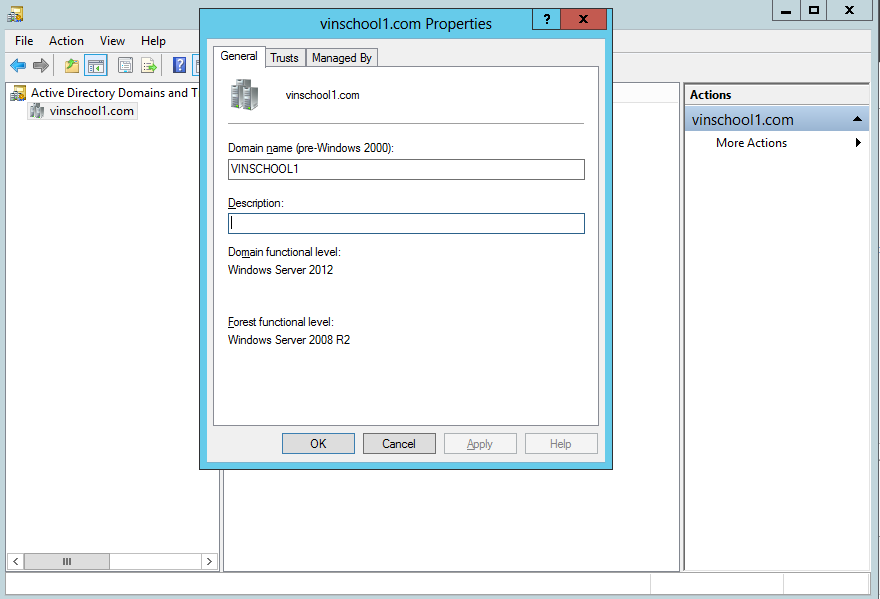 vinschool1.com Properties
?
X
File Action View Help
Active Directory Domains and T
vinschool1.com
General
Trusts
Managed By
vinschool1.com
Domain name (pre-Windows 2000):
VINSCHOOL1
Description:
Domain functional level:
Windows Server 2012
Forest functional level:
Windows Server 2008 R2
OK
Cancel
Apply
Help
Actions
vinschool1.com
More Actions